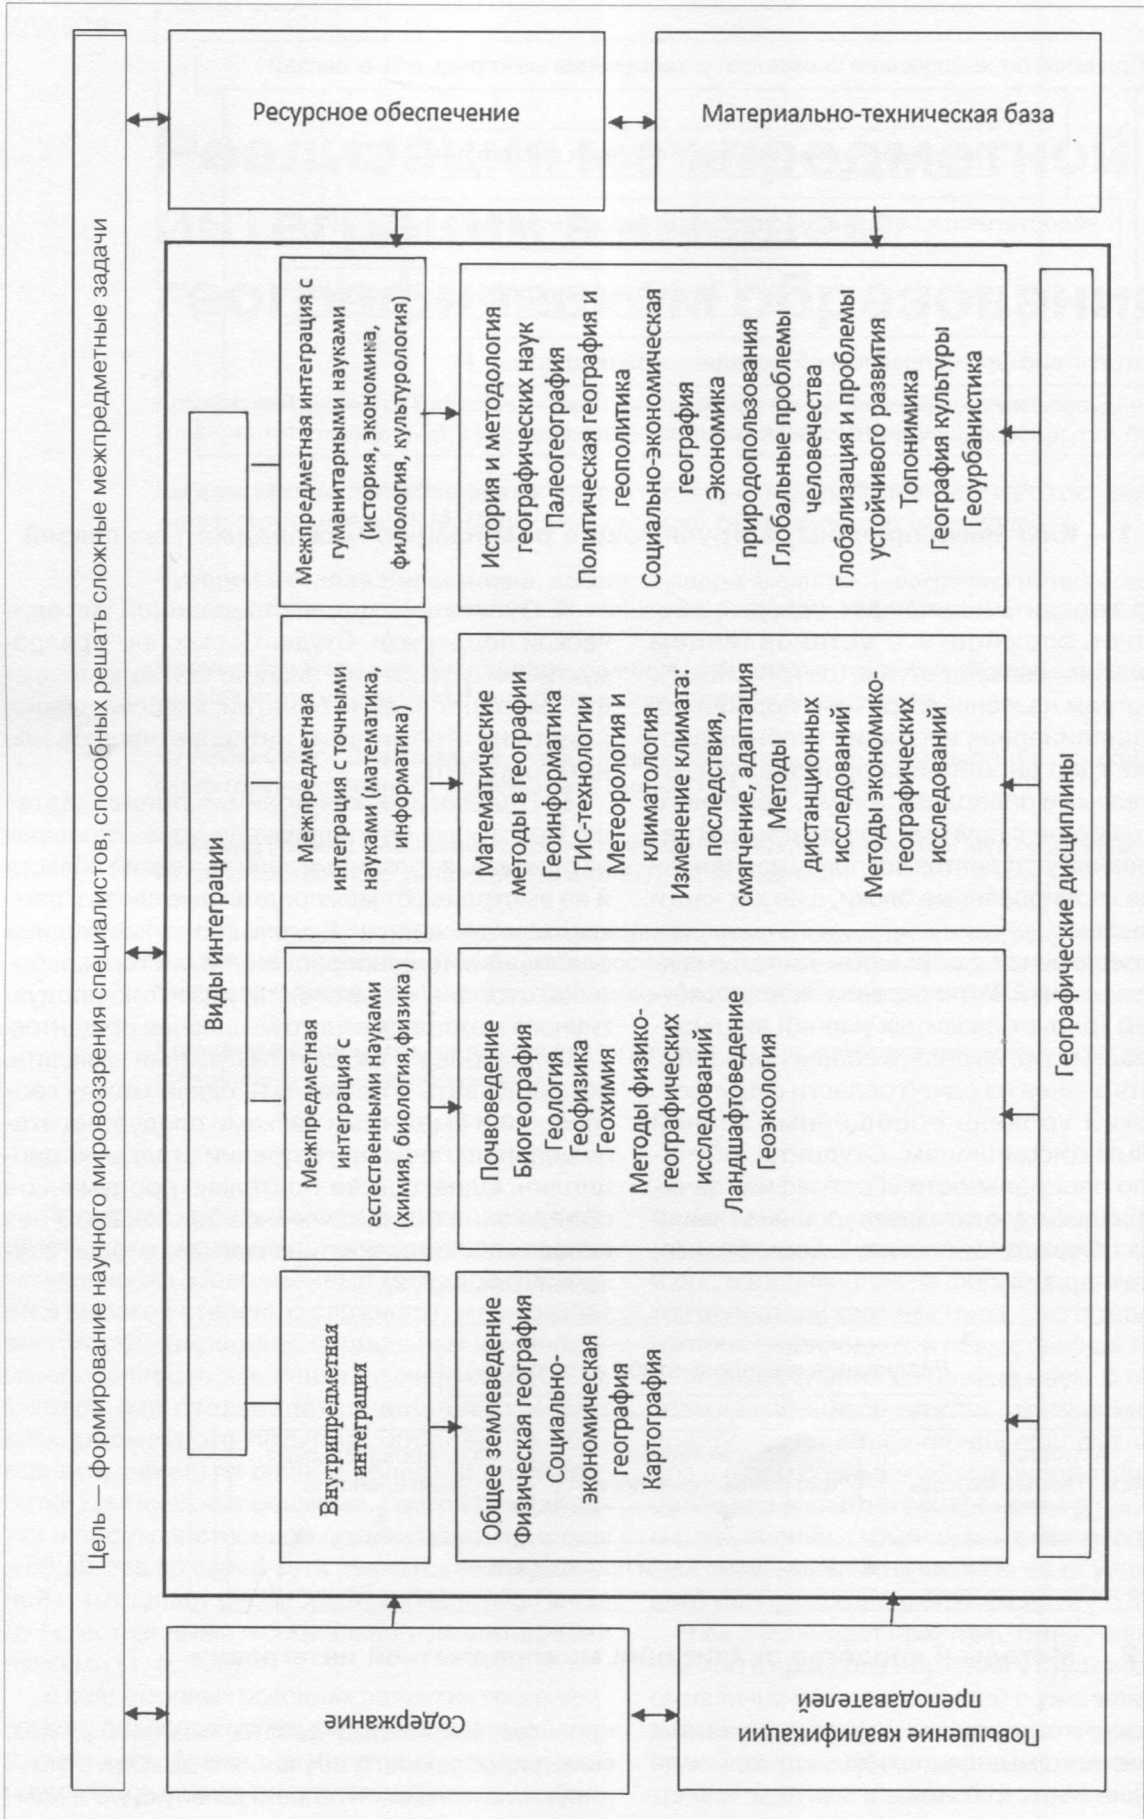 Цель — формирование научного мировоззрения специалистов, способных решать сложные межпредметные задачи
Содержание
Повышение квалификации
преподавателей
Виды интеграции
Внутрипредметная
интеграция
Общее землеведение
Физическая география
Социально-
экономическая
география
Картография
Межпредметная
интеграция с
естественными науками
(химия, биология, физика)
Почвоведение
Биогеография
Геология
Геофизика
Геохимия
Методы физико-
географических
исследований
Ландшафтоведение
Геоэкология
Межпредметная
интеграция с точными
науками (математика,
информатика)
Математические
методы в географии
Геоинформатика
ГИС-технологии
Метеорология и
климатология
Изменение климата:
последствия,
смягчение, адаптация
Методы
дистанционных
исследований
Методы экономико-
географических
исследований
Межпредметная интеграция с
гуманитарными науками
(история, экономика,
филология, культурология)
История и методология
географических наук
Палеогеография
Политическая география и
геополитика
Социально-экономическая
география
Экономика
природопользования
Глобальные проблемы
человечества
Глобализация и проблемы
устойчивого развития
Топонимика
География культуры
Геоурбанистика
Географические дисциплины
Ресурсное обеспечение
Материально-техническая база